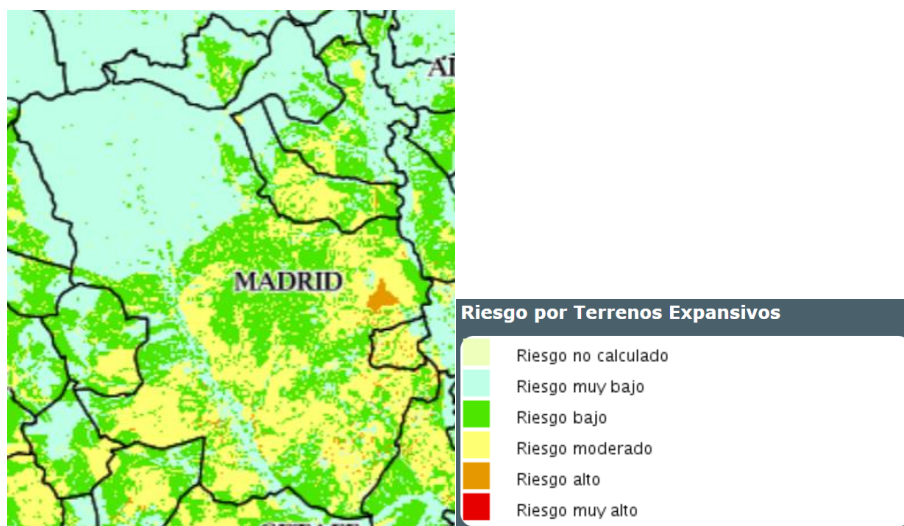 AL
MADRID
Riesgo por Terrenos Expansivos
Riesgo no calculado
Riesgo muy bajo
Riesgo bajo
Riesgo moderado
Riesgo alto
Riesgo muy alto